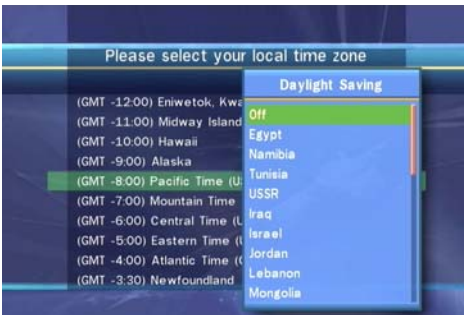 Please select your local time zone
(GMT -12:00) Eniwetok, Kwa
(GMT -11:00) Midway Island
(GMT -10:00) Hawaii
(GMT -9:00) Alaska
(GMT -8:00) Pacific Time (U
(GMT -7:00) Mountain Time
(GMT -6:00) Central Time (U
(GMT -5:00) Eastern Time (U
(GMT -4:00) Atlantic Time (C
(GMT -3:30) Newfoundland
Daylight Saving
Off
Egypt
Namibia
Tunisia
USSR
Iraq
Israel
Jordan
Lebanon
Mongolia